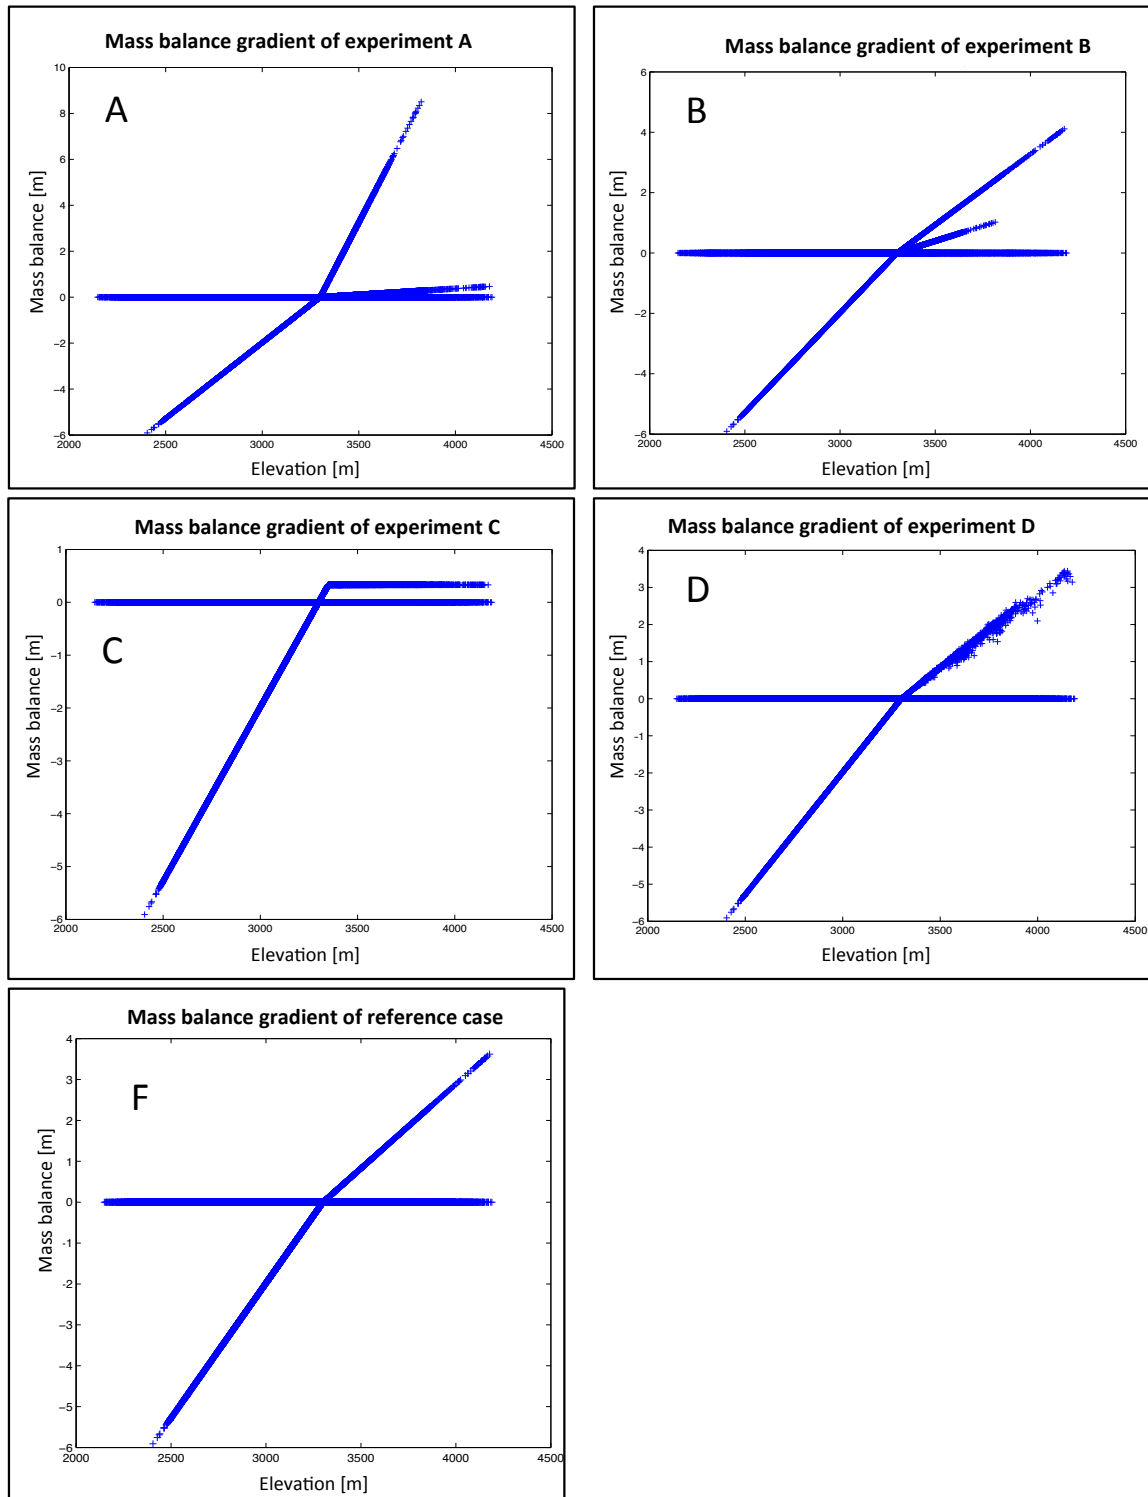 Mass balance gradient of experiment A
A
10
8
6
4
2
0
−2
−4
−6
2000 2500 3000 3500 4000 4500
Mass balance [m]
Elevation [m]
Mass balance gradient of experiment B
B
6
4
2
0
−2
−4
−6
2000 2500 3000 3500 4000 4500
Mass balance [m]
Elevation [m]
Mass balance gradient of experiment C
C
1
0
−1
−2
−3
−4
−5
−6
2000 2500 3000 3500 4000 4500
Mass balance [m]
Elevation [m]
Mass balance gradient of experiment D
D
4
3
2
1
0
−1
−2
−3
−4
−5
−6
2000 2500 3000 3500 4000 4500
Mass balance [m]
Elevation [m]
Mass balance gradient of reference case
F
4
3
2
1
0
−1
−2
−3
−4
−5
−6
2000 2500 3000 3500 4000 4500
Mass balance [m]
Elevation [m]